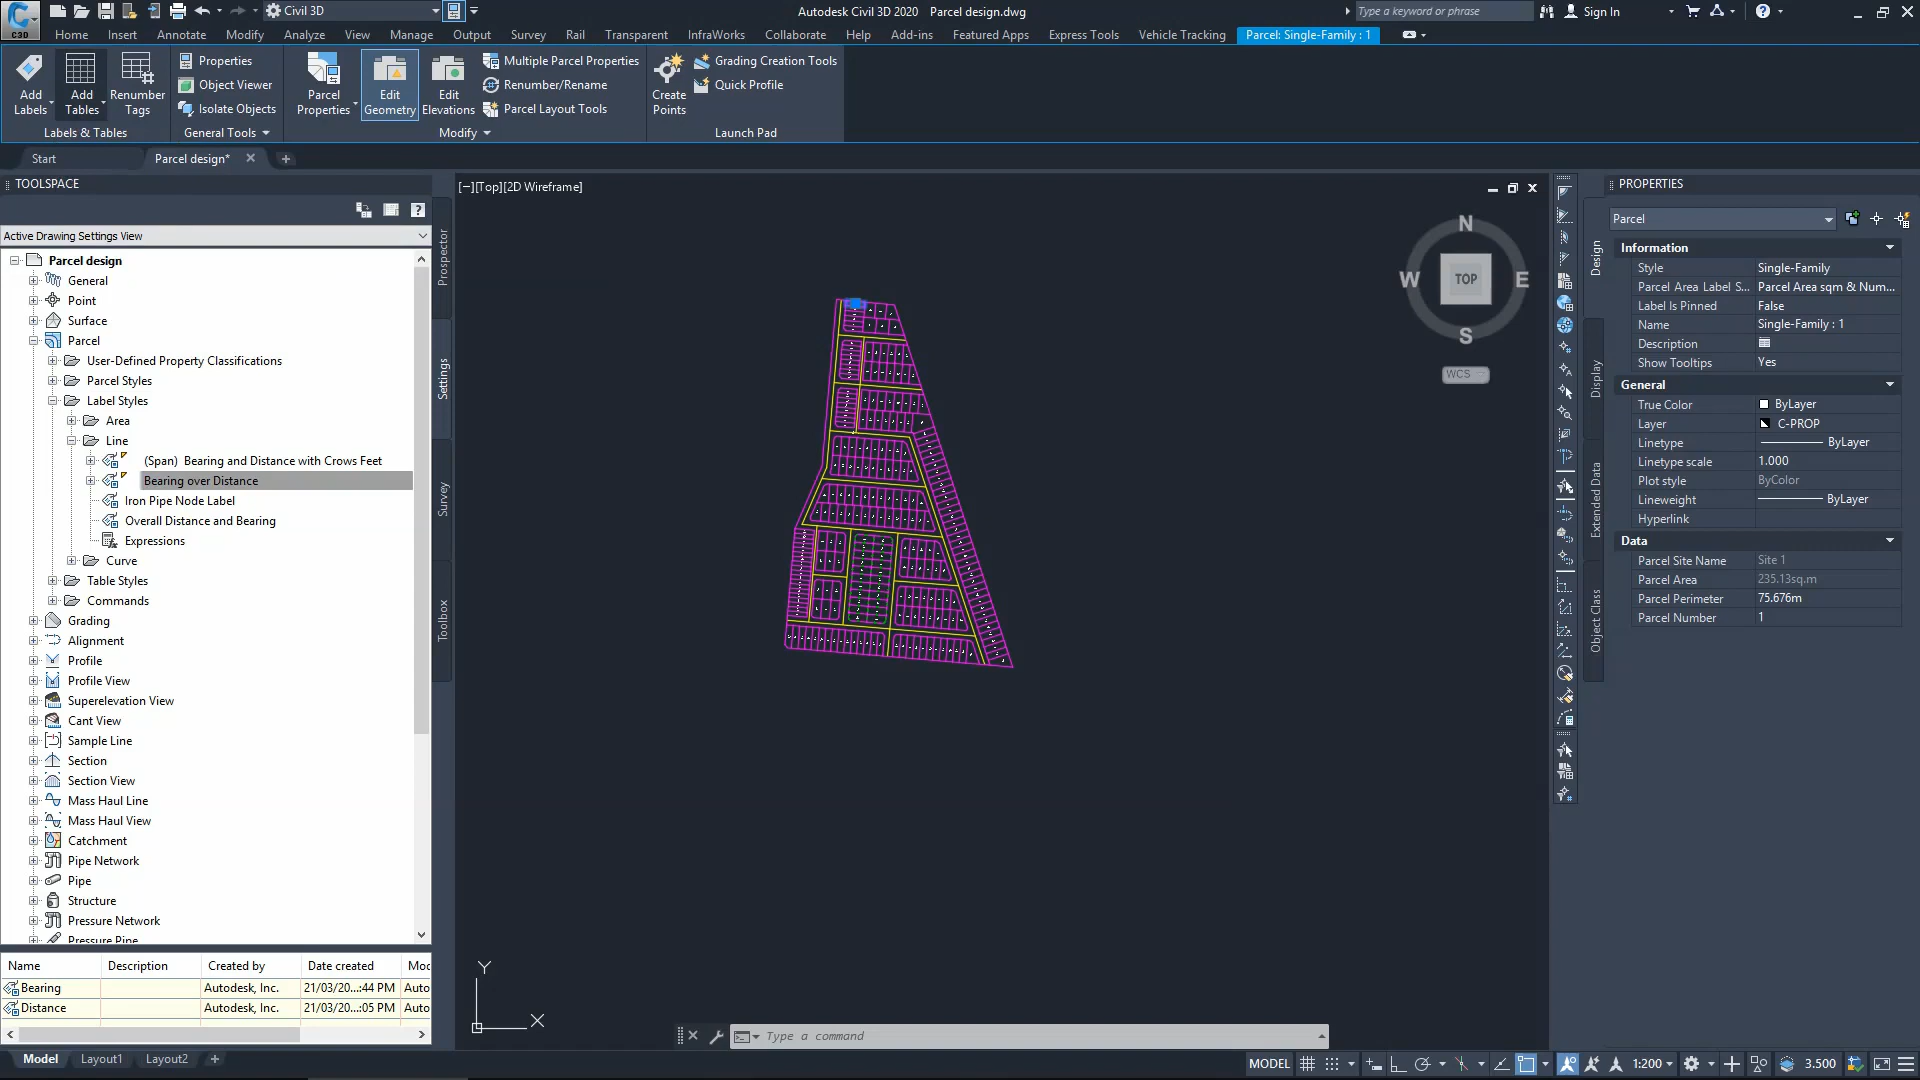 Civil 3D
Autodesk Civil 3D 2020 Parcel design.dwg
Type a keyword or phrase
Sign In
C3D
Home Insert Annotate Modify Analyze View Manage Output Survey Rail Transparent InfraWorks Collaborate Help Add-ins Featured Apps Express Tools Vehicle Tracking Parcel: Single-Family : 1
Add Labels
Add Tables
Renumber Tags
Labels & Tables
Properties
Object Viewer
Isolate Objects
General Tools
Parcel Properties
Edit Geometry
Edit Elevations
Multiple Parcel Properties
Renumber/Rename
Parcel Layout Tools
Modify
Create Points
Grading Creation Tools
Quick Profile
Launch Pad
Start
Parcel design*
TOOLSPACE
Active Drawing Settings View
Parcel design
General
Point
Surface
Parcel
User-Defined Property Classifications
Parcel Styles
Label Styles
Area
Line
(Span) Bearing and Distance with Crows Feet
Bearing over Distance
Iron Pipe Node Label
Overall Distance and Bearing
Expressions
Curve
Table Styles
Commands
Grading
Alignment
Profile
Profile View
Superelevation View
Cant View
Sample Line
Section
Section View
Mass Haul Line
Mass Haul View
Catchment
Pipe Network
Pipe
Structure
Pressure Network
Pressure Pipe
Prospector
Settings
Survey
Toolbox
Name Description Created by Date created Moc
Bearing Autodesk, Inc. 21/03/20...:44 PM Auto
Distance Autodesk, Inc. 21/03/20...:05 PM Auto
[−][Top][2D Wireframe]
N
W TOP E
S
WCS
Y
X
Type a command
PROPERTIES
Design
Display
Extended Data
Object Class
Parcel
Information
Style Single-Family
Parcel Area Label S... Parcel Area sqm & Num...
Label Is Pinned False
Name Single-Family : 1
Description
Show Tooltips Yes
General
True Color ByLayer
Layer C-PROP
Linetype ByLayer
Linetype scale 1.000
Plot style ByColor
Lineweight ByLayer
Hyperlink
Data
Parcel Site Name Site 1
Parcel Area 235.13sq.m
Parcel Perimeter 75.676m
Parcel Number 1
Model Layout1 Layout2
MODEL 1:200 3.500